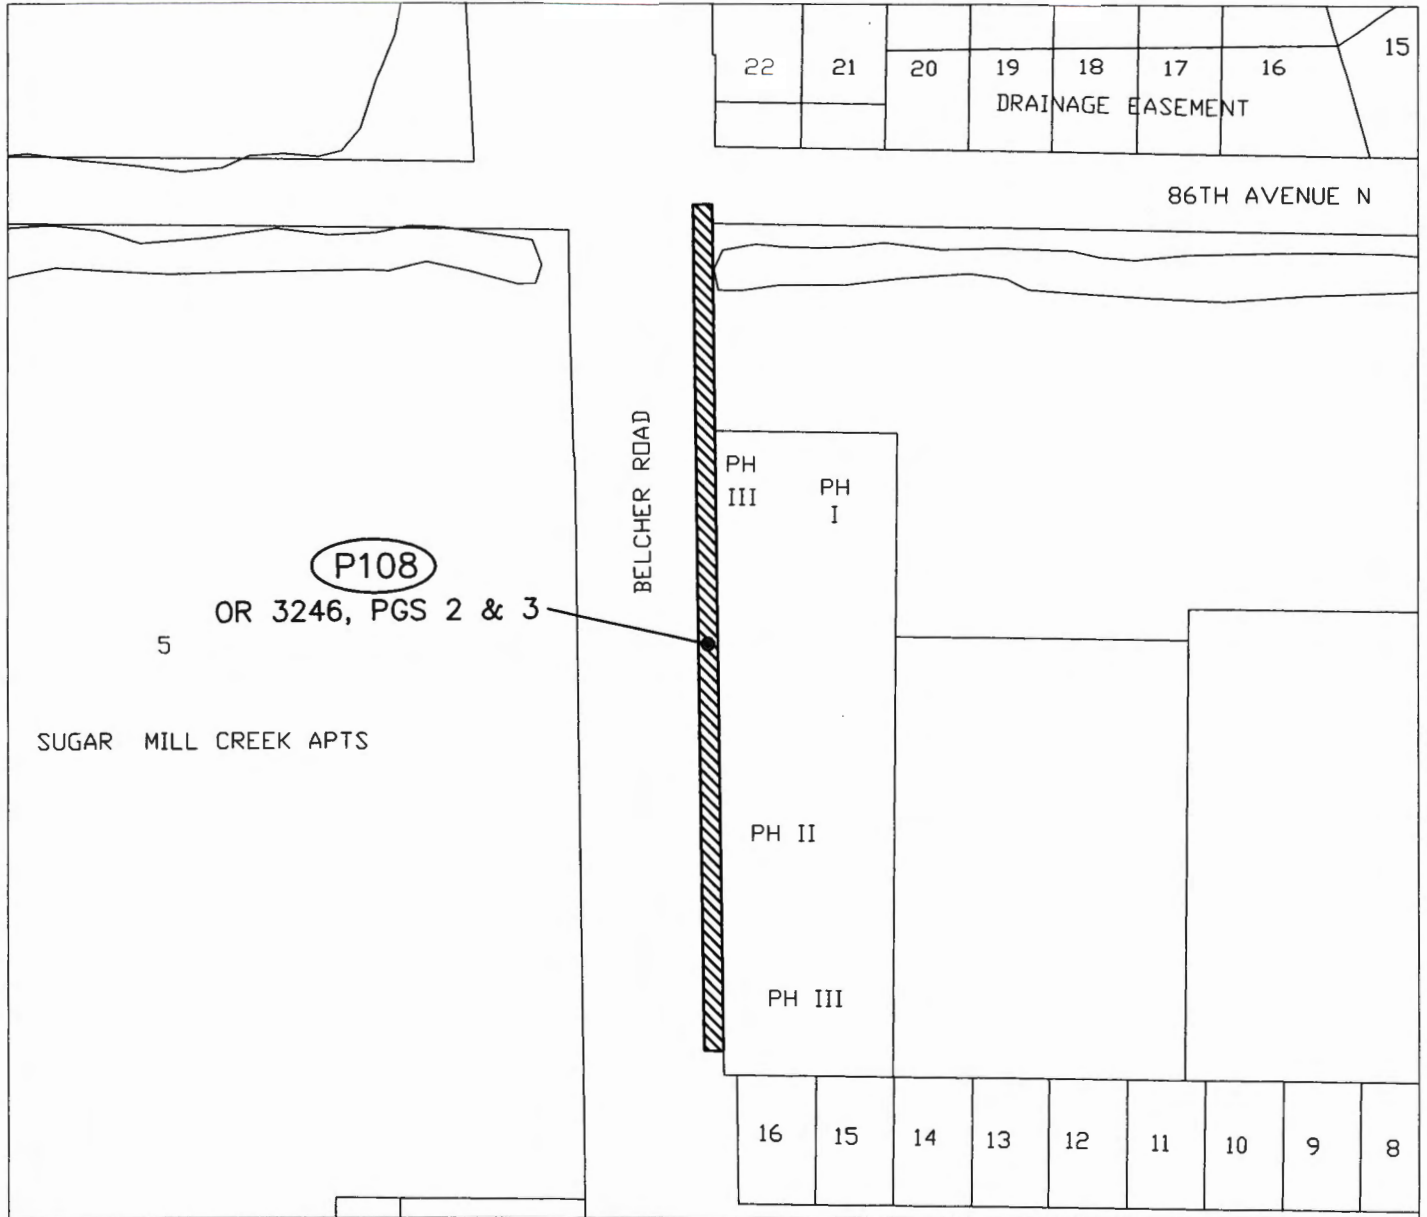 22 21 20 19 18 17 16 15
DRAINAGE EASEMENT
86TH AVENUE N
BELCHER ROAD
PH
III
PH
I
P108
OR 3246, PGS 2 & 3
5
SUGAR MILL CREEK APTS
PH II
PH III
16 15 14 13 12 11 10 9 8